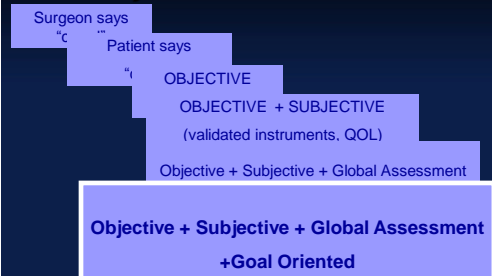 Surgeon says
Patient says
OBJECTIVE
OBJECTIVE + SUBJECTIVE
(validated instruments, QOL)
Objective + Subjective + Global Assessment
Objective + Subjective + Global Assessment
+Goal Oriented